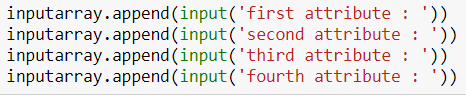 inputarray.append(input('first attribute : '))
inputarray.append(input('second attribute : '))
inputarray.append(input('third attribute : '))
inputarray.append(input('fourth attribute : '))